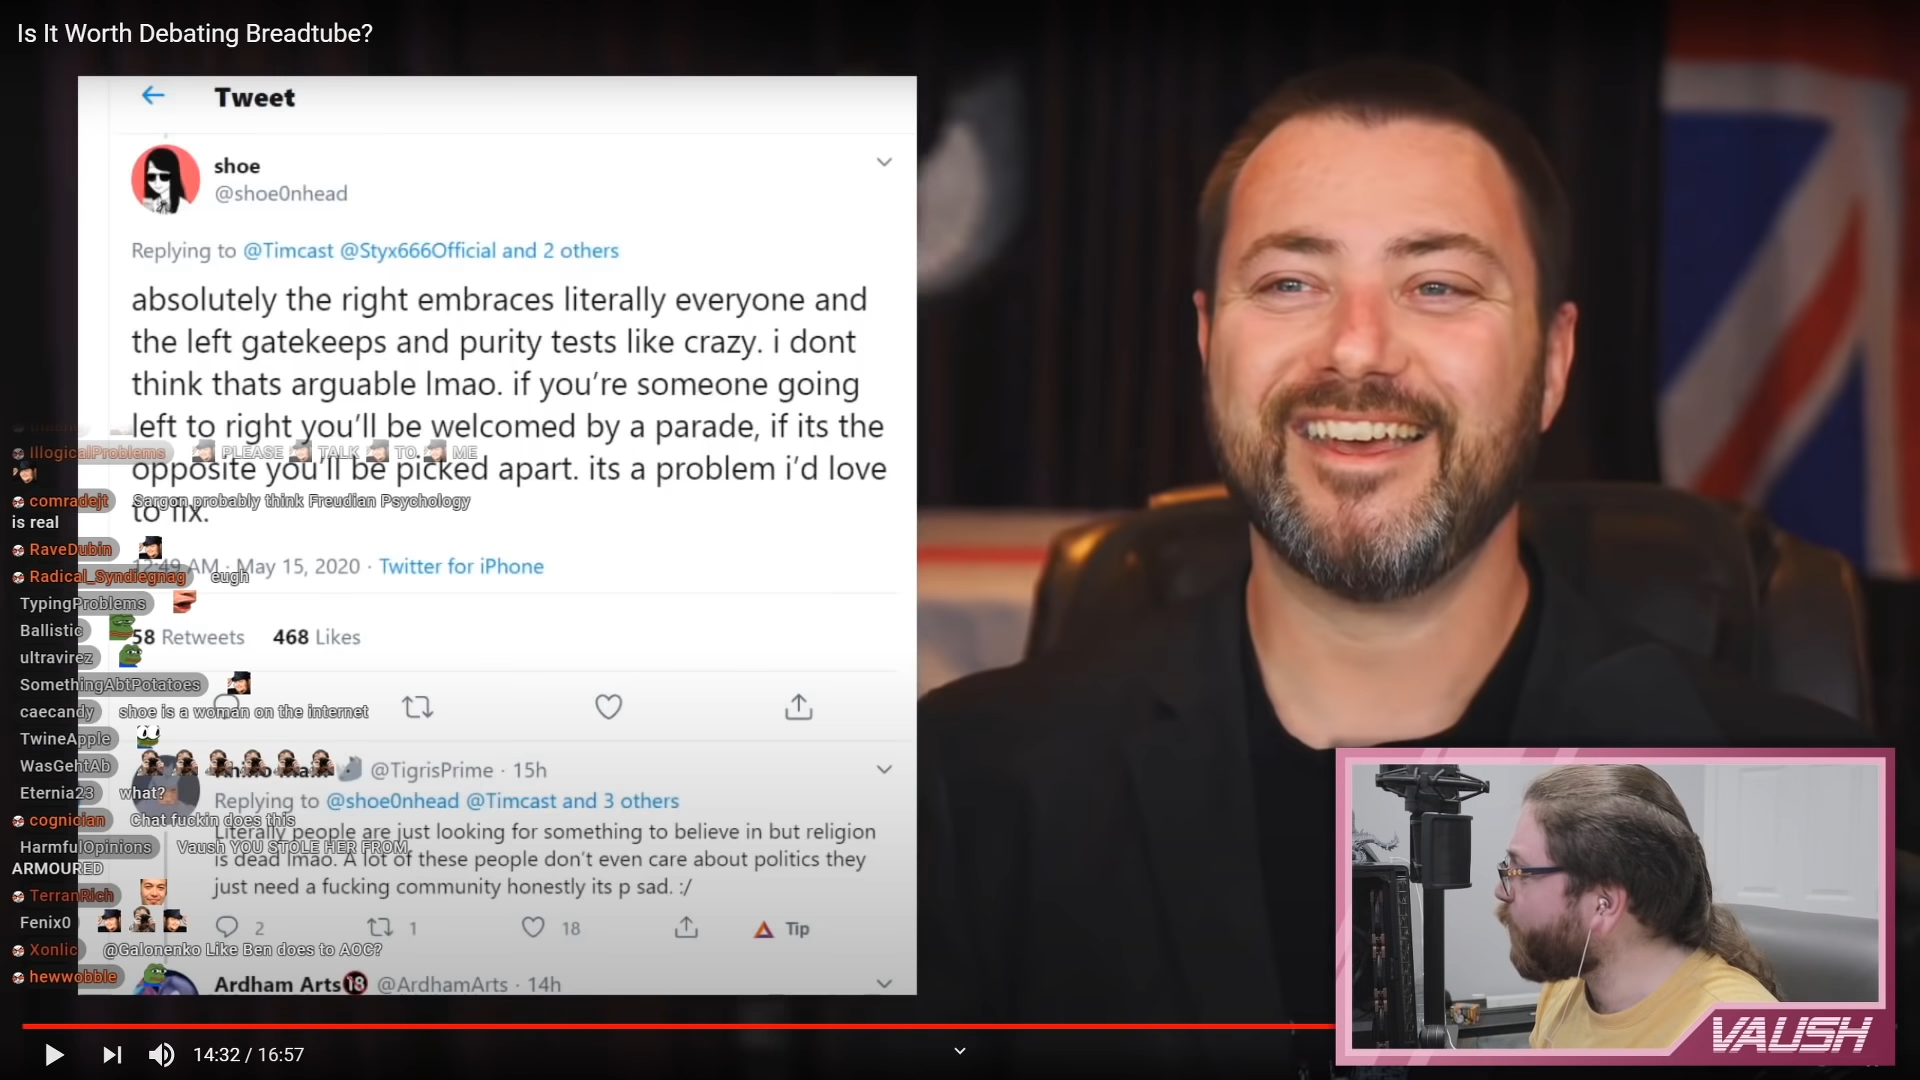 Is It Worth Debating Breadtube?
Tweet
shoe
@shoe0nhead
Replying to @Timcast @Styx666Official and 2 others
absolutely the right embraces literally everyone and
the left gatekeeps and purity tests like crazy. i dont
think thats arguable lmao. if you're someone going
left to right you'll be welcomed by a parade, if its the
opposite you'll be picked apart. its a problem i'd love
to fix.
12:49 AM · May 15, 2020 · Twitter for iPhone
58 Retweets 468 Likes
@TigrisPrime · 15h
Replying to @shoe0nhead @Timcast and 3 others
Literally people are just looking for something to believe in but religion
is dead lmao. A lot of these people don't even care about politics they
just need a fucking community honestly its p sad. :/
2 1 18 Tip
Ardham Arts 18 @ArdhamArts · 14h
IllogicalProblems PLEASE TALK TO ME
comradejt Sargon probably think Freudian Psychology
is real
RaveDubin
Radical_Syndiegnag eugh
TypingProblems
Ballistic
ultravirez
SomethingAbtPotatoes
caecandy shoe is a woman on the internet
TwineApple
WasGehtAb
Eternia23 what?
cognician Chat fuckin does this
HarmfulOpinions Vaush YOU STOLE HER FROM
ARMOURED
TerranRich
Fenix0
Xonlic @Galonenko Like Ben does to AOC?
hewwobble
14:32 / 16:57
VAUSH